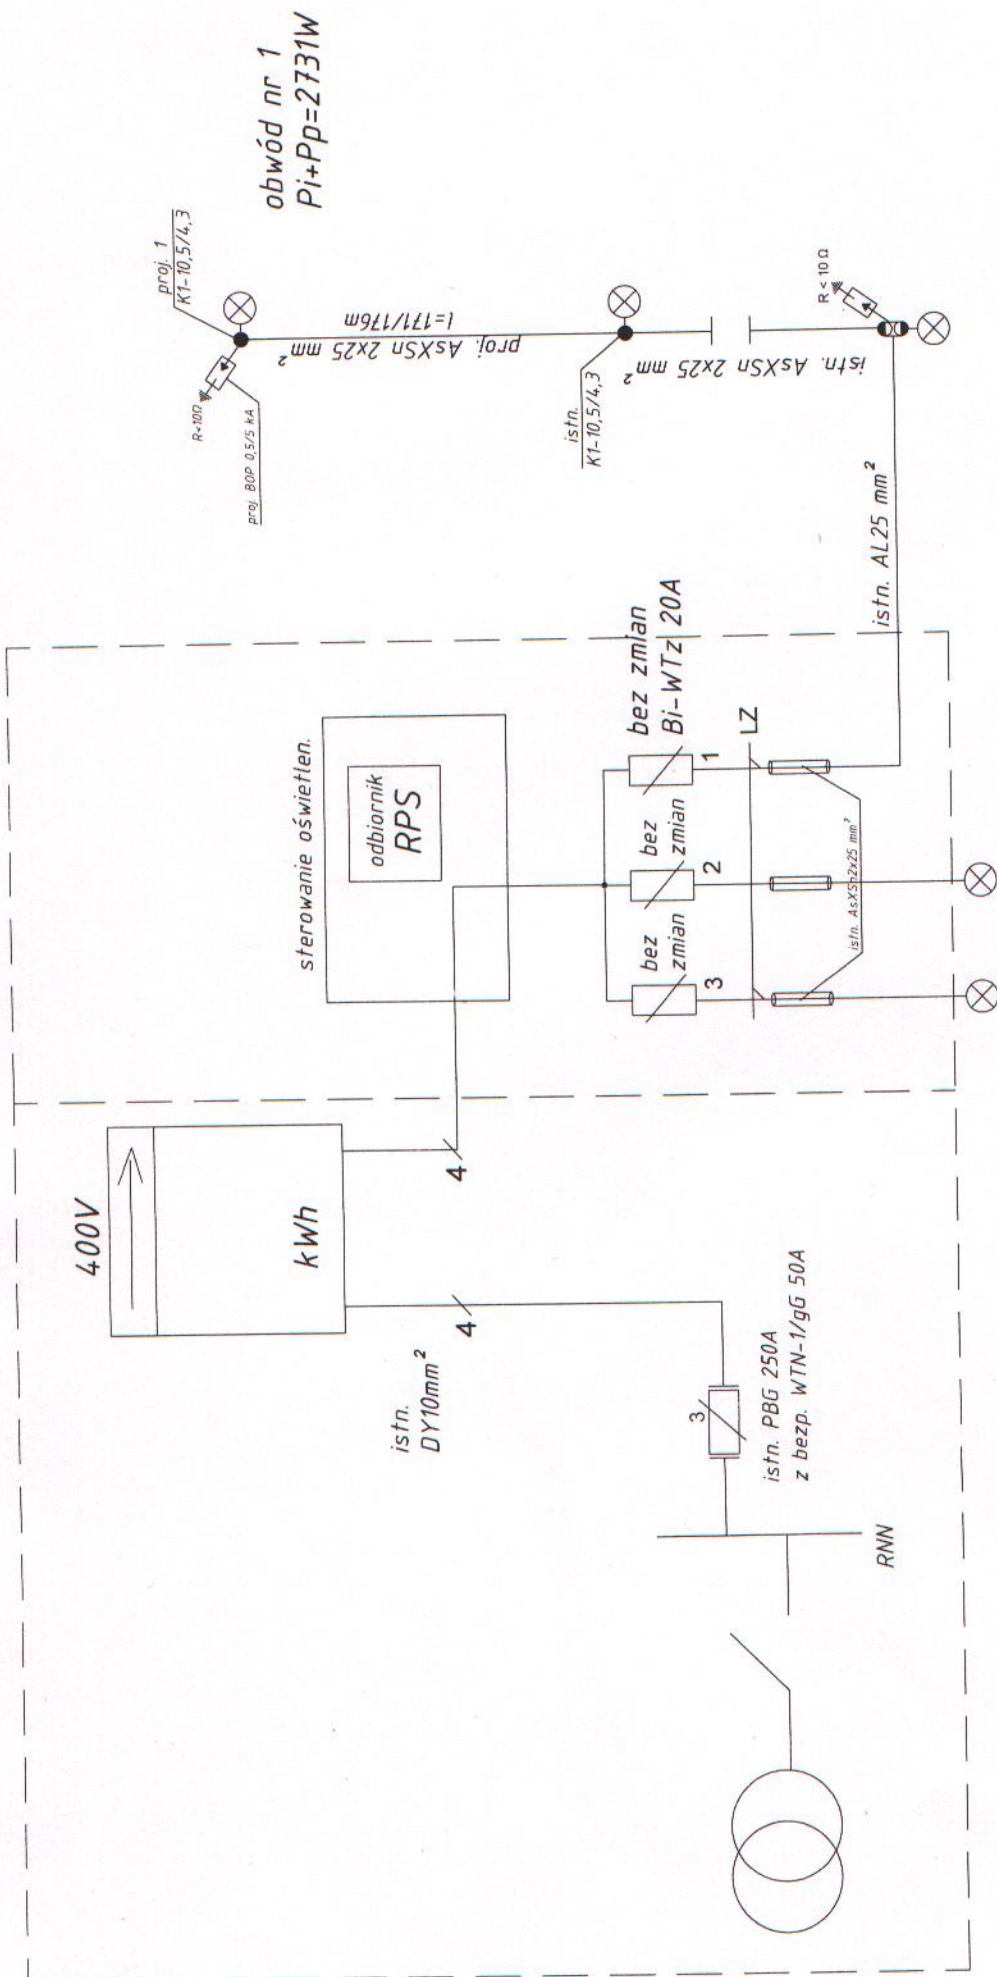 400V
kWh
4
4
istn.
DY10mm²
3
istn. PBG 250A
z bezp. WTN-1/gG 50A
RNN
sterowanie oświetlen.
odbiornik
RPS
bez
zmian
3
bez
zmian
2
bez zmian
Bi-WTz 20A
1
LZ
istn. AsXSn2x25 mm²
istn. AL25 mm²
istn. AsXSn 2x25 mm²
R < 10 Ω
istn.
K1-10,5/4,3
proj. AsXSn 2x25 mm²
l=171/176m
proj. 1
K1-10,5/4,3
R<10Ω
proj. BOP 0,5/5 kA
obwód nr 1
Pi+Pp=2731W